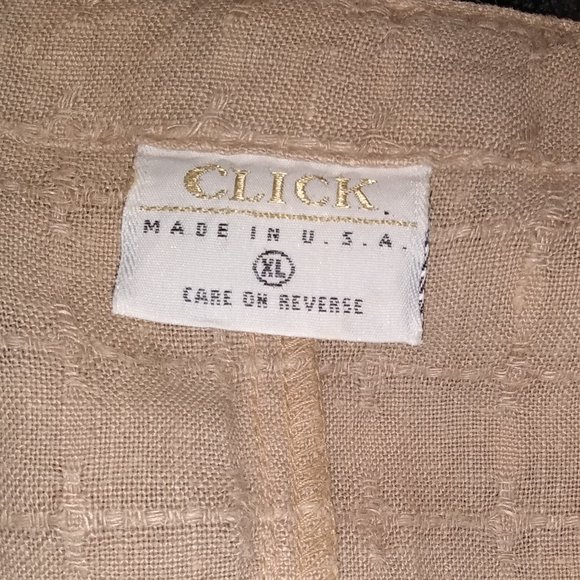 CLICK.
MADE IN U.S.A.
XL
CARE ON REVERSE